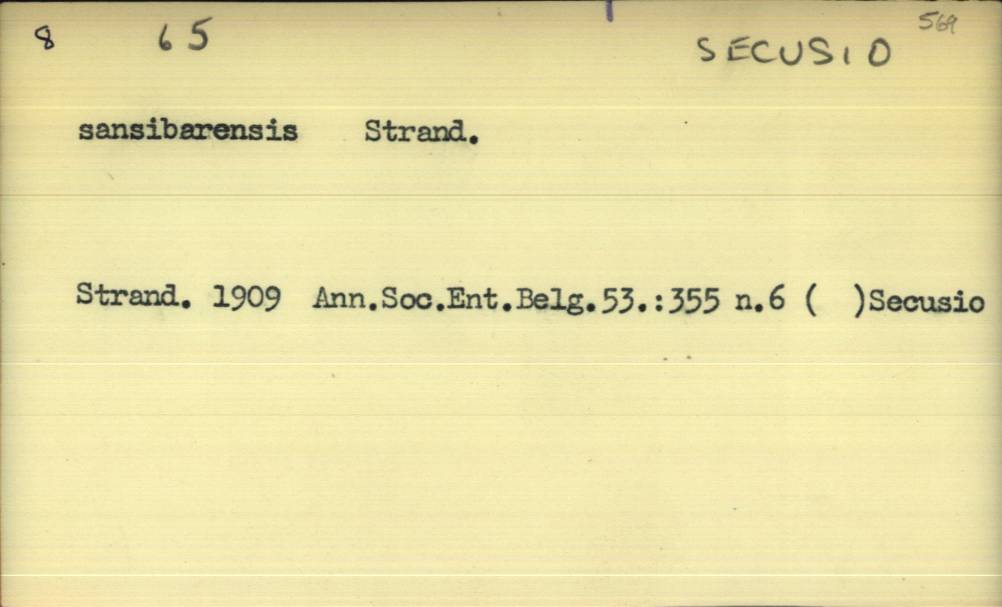 569
8 65 SECUSIO
sansibarensis Strand.
Strand. 1909 Ann.Soc.Ent.Belg.53.:355 n.6 ( )Secusio